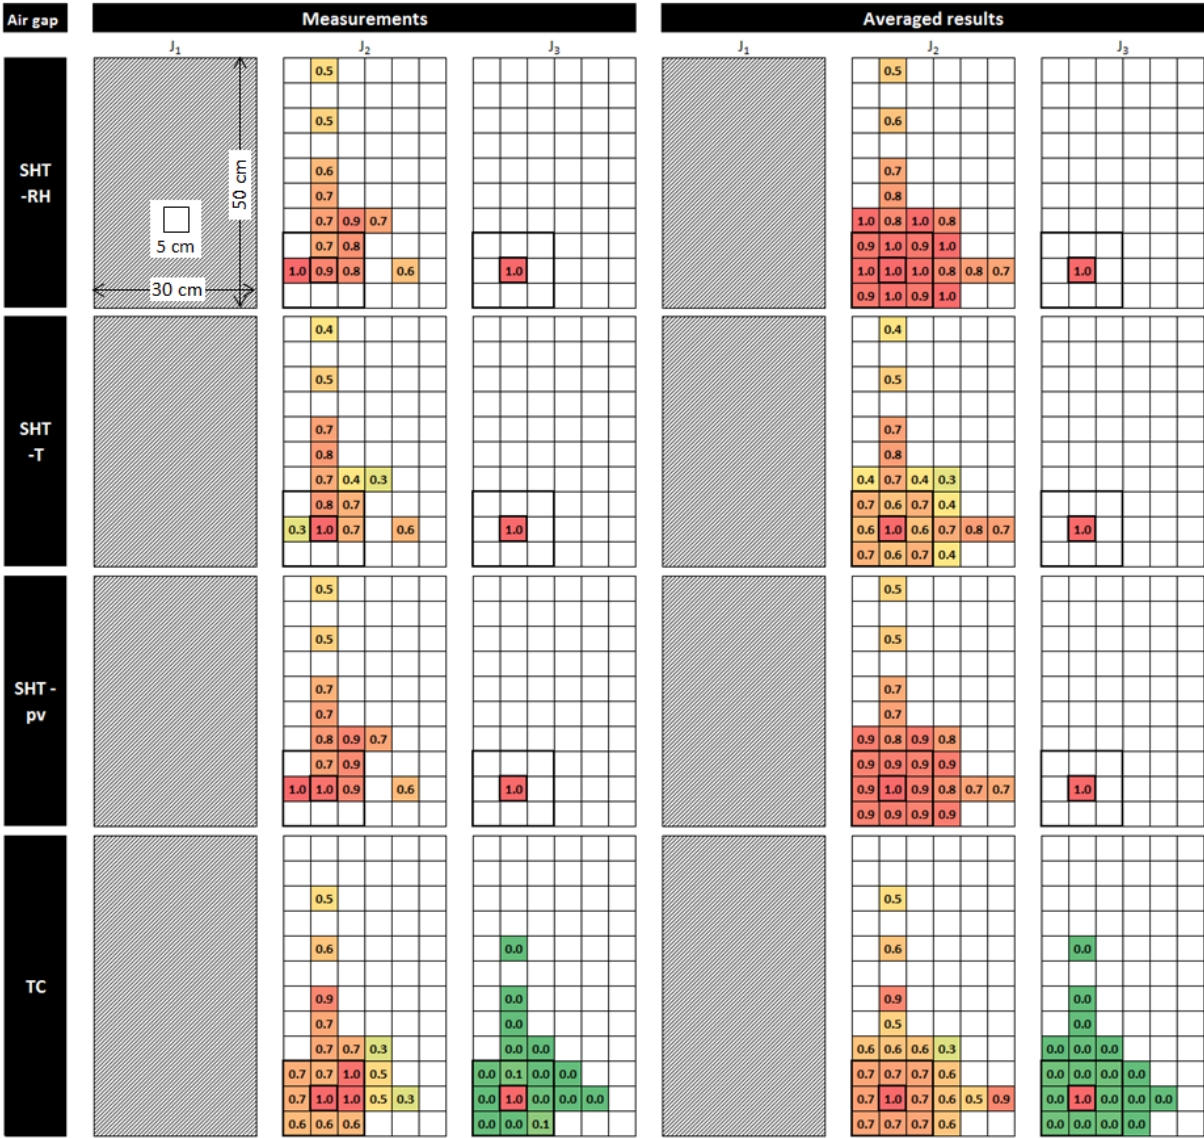 Air gap Measurements Averaged results
J₁ J₂ J₃ J₁ J₂ J₃
SHT
-RH
50 cm
5 cm
30 cm
0.5 0.5
0.5 0.6
0.6 0.7
0.7 0.8
0.7 0.9 0.7 1.0 0.8 1.0 0.8
0.7 0.8 0.9 1.0 0.9 1.0
1.0 0.9 0.8 0.6 1.0 1.0 1.0 1.0 0.8 0.8 0.7 1.0
0.9 1.0 0.9 1.0
SHT
-T
0.4 0.4
0.5 0.5
0.7 0.7
0.8 0.8
0.7 0.4 0.3 0.4 0.7 0.4 0.3
0.8 0.7 0.7 0.6 0.7 0.4
0.3 1.0 0.7 0.6 1.0 0.6 1.0 0.6 0.7 0.8 0.7 1.0
0.7 0.6 0.7 0.4
SHT -
pv
0.5 0.5
0.5 0.5
0.7 0.7
0.7 0.7
0.8 0.9 0.7 0.9 0.8 0.9 0.8
0.7 0.9 0.9 0.9 0.9 0.9
1.0 1.0 0.9 0.6 1.0 0.9 1.0 0.9 0.8 0.7 0.7 1.0
0.9 0.9 0.9 0.9
TC
0.5 0.5
0.6 0.0 0.6 0.0
0.9 0.0 0.9 0.0
0.7 0.0 0.5 0.0
0.7 0.7 0.3 0.0 0.0 0.6 0.6 0.6 0.3 0.0 0.0 0.0
0.7 0.7 1.0 0.5 0.0 0.1 0.0 0.0 0.7 0.7 0.7 0.6 0.0 0.0 0.0 0.0
0.7 1.0 1.0 0.5 0.3 0.0 1.0 0.0 0.0 0.0 0.7 1.0 0.7 0.6 0.5 0.9 0.0 1.0 0.0 0.0 0.0
0.6 0.6 0.6 0.0 0.0 0.1 0.7 0.7 0.7 0.6 0.0 0.0 0.0 0.0